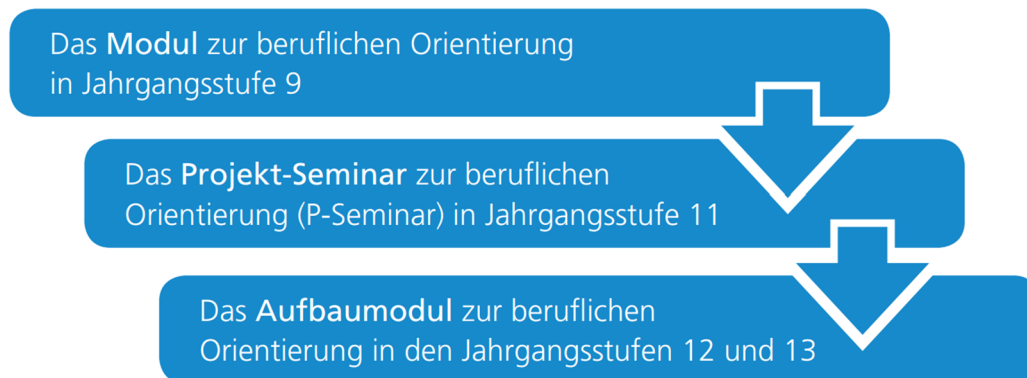 Das Modul zur beruflichen Orientierung
in Jahrgangsstufe 9
Das Projekt-Seminar zur beruflichen
Orientierung (P-Seminar) in Jahrgangsstufe 11
Das Aufbaumodul zur beruflichen
Orientierung in den Jahrgangsstufen 12 und 13